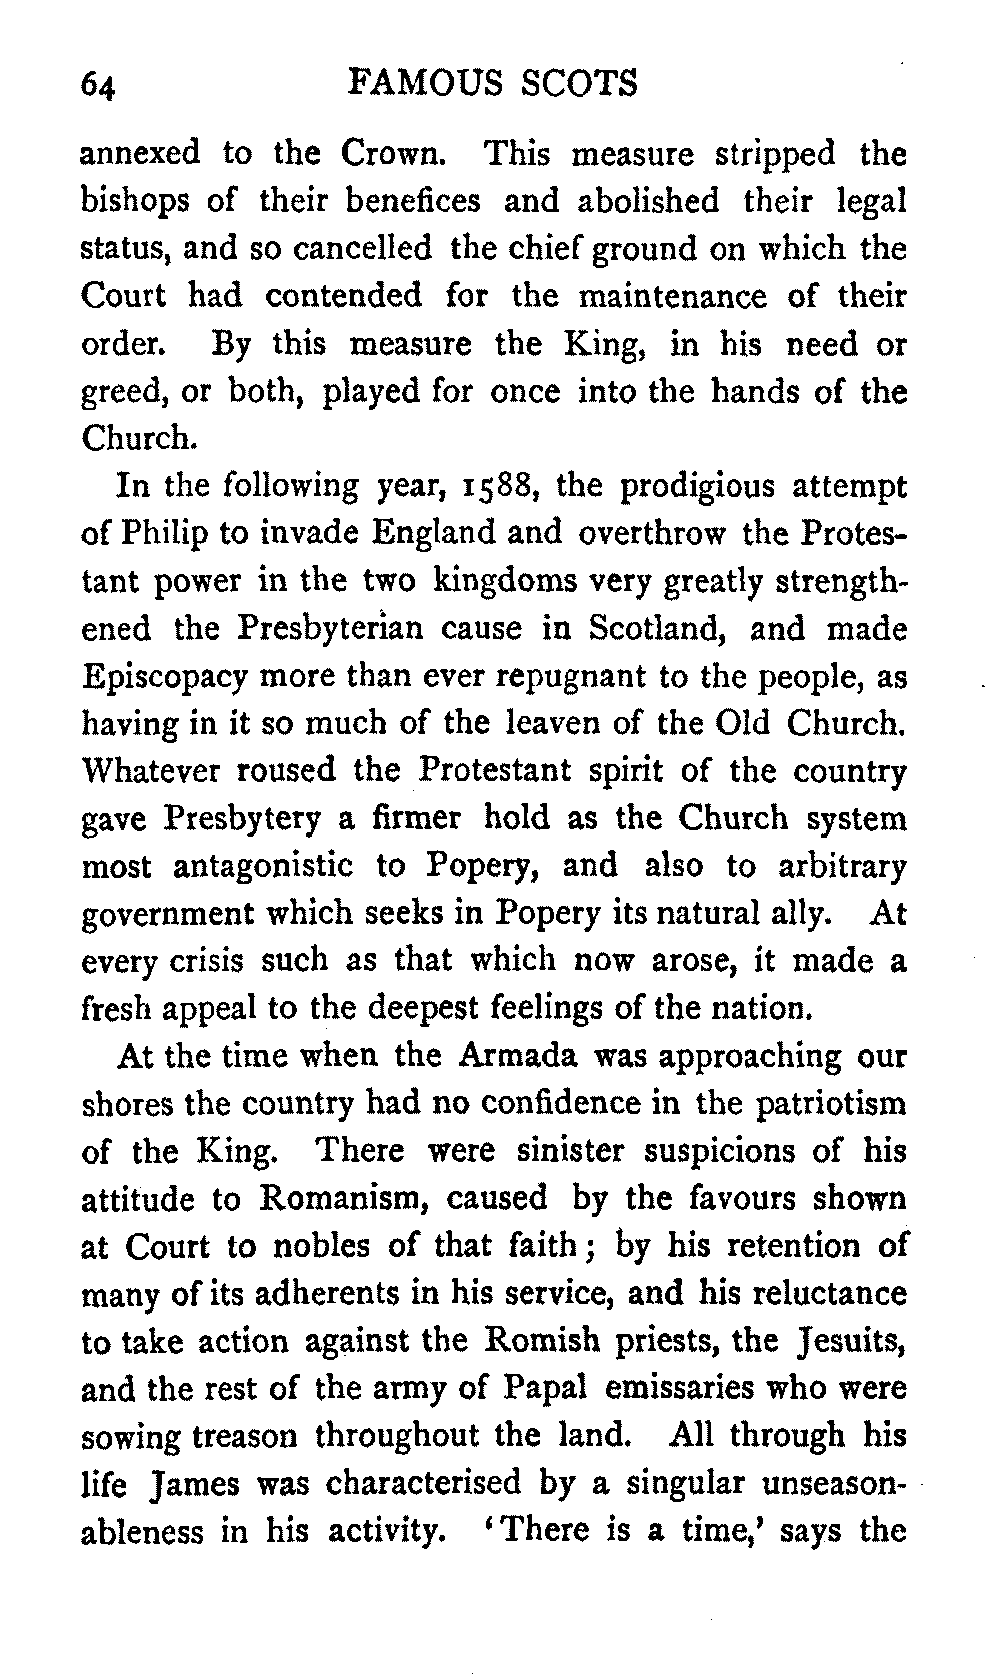 64 FAMOUS SCOTS
annexed to the Crown. This measure stripped the
bishops of their benefices and abolished their legal
status, and so cancelled the chief ground on which the
Court had contended for the maintenance of their
order. By this measure the King, in his need or
greed, or both, played for once into the hands of the
Church.
In the following year, 1588, the prodigious attempt
of Philip to invade England and overthrow the Protes-
tant power in the two kingdoms very greatly strength-
ened the Presbyterian cause in Scotland, and made
Episcopacy more than ever repugnant to the people, as
having in it so much of the leaven of the Old Church.
Whatever roused the Protestant spirit of the country
gave Presbytery a firmer hold as the Church system
most antagonistic to Popery, and also to arbitrary
government which seeks in Popery its natural ally. At
every crisis such as that which now arose, it made a
fresh appeal to the deepest feelings of the nation.
At the time when the Armada was approaching our
shores the country had no confidence in the patriotism
of the King. There were sinister suspicions of his
attitude to Romanism, caused by the favours shown
at Court to nobles of that faith; by his retention of
many of its adherents in his service, and his reluctance
to take action against the Romish priests, the Jesuits,
and the rest of the army of Papal emissaries who were
sowing treason throughout the land. All through his
life James was characterised by a singular unseason-
ableness in his activity. ‘There is a time,’ says the